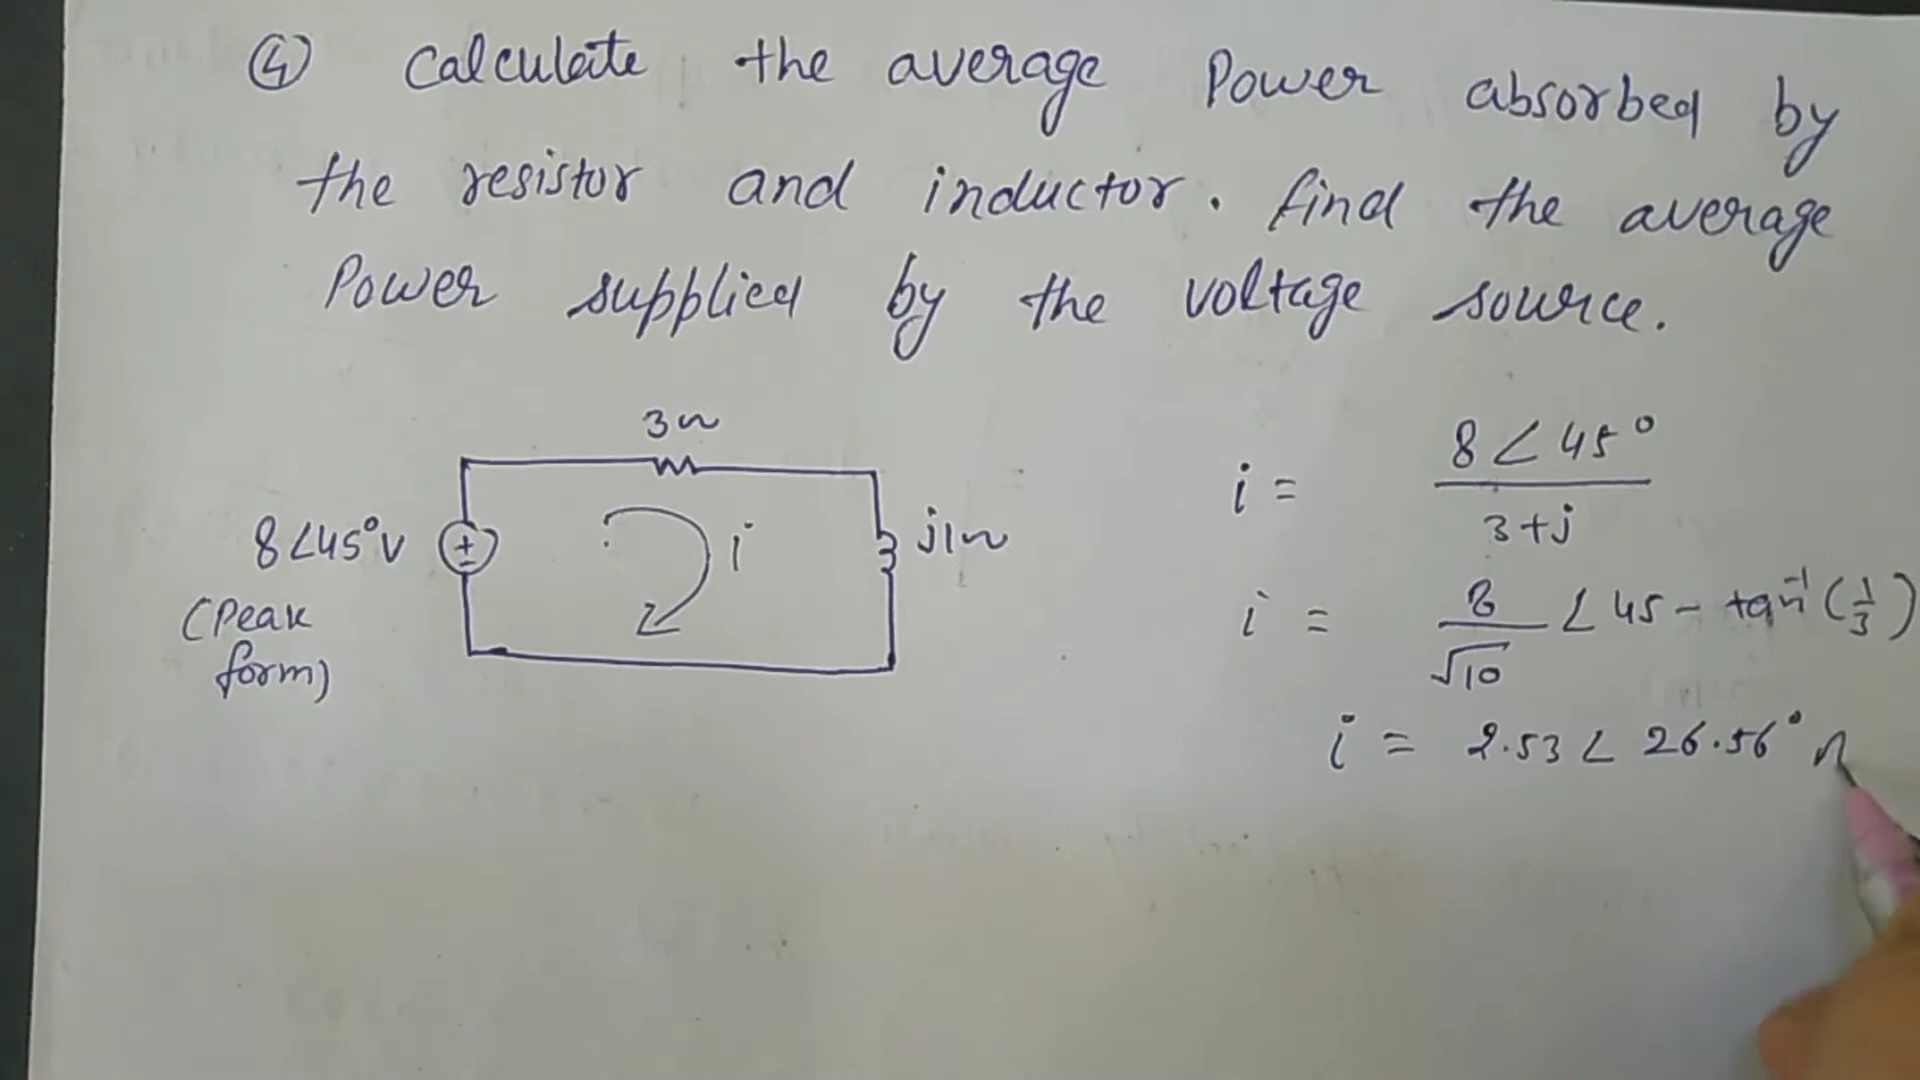 ④ Calculate the average Power absorbed by
the resistor and inductor. find the average
Power supplied by the voltage source.
3Ω
8∠45°V
(Peak
form)
+
i
j1Ω
i = 8∠45° / 3+j
i = 8/√10 ∠45 - tan⁻¹(1/3)
i = 2.53∠26.56°